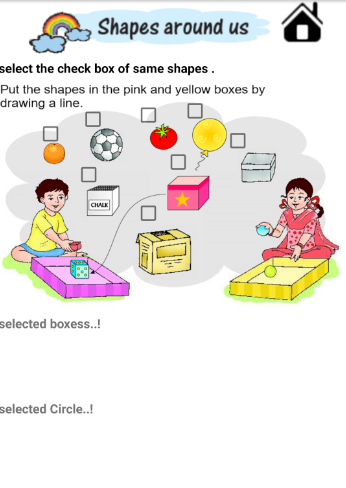 Shapes around us
select the check box of same shapes .
Put the shapes in the pink and yellow boxes by
drawing a line.
CHALK
selected boxess..!
selected Circle..!